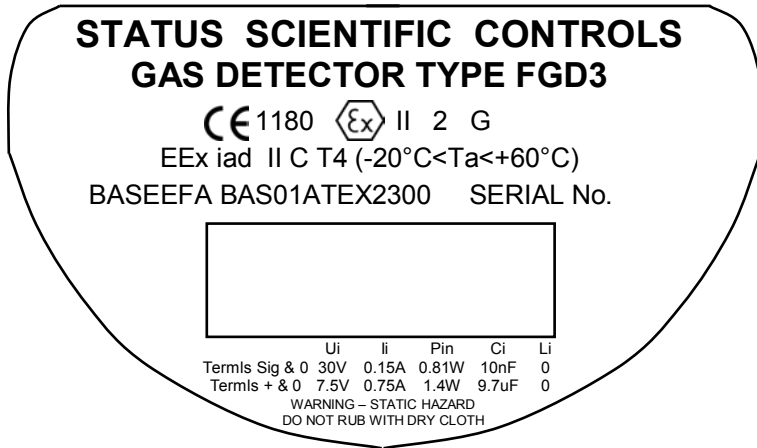 STATUS SCIENTIFIC CONTROLS
GAS DETECTOR TYPE FGD3
CE 1180 Ex II 2 G
EEx iad II C T4 (-20°C<Ta<+60°C)
BASEEFA BAS01ATEX2300 SERIAL No.
Ui Ii Pin Ci Li
Termls Sig & 0 30V 0.15A 0.81W 10nF 0
Termls + & 0 7.5V 0.75A 1.4W 9.7uF 0
WARNING – STATIC HAZARD
DO NOT RUB WITH DRY CLOTH